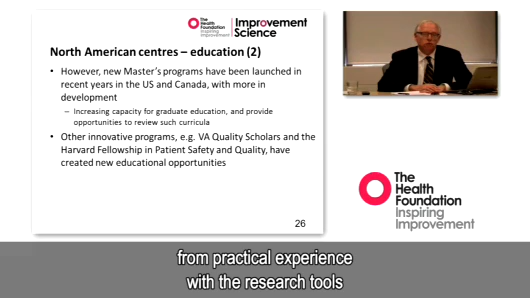 The
Health
Foundation
Inspiring
Improvement
Improvement
Science
North American centres – education (2)
• However, new Master's programs have been launched in
recent years in the US and Canada, with more in
development
– Increasing capacity for graduate education, and provide
opportunities to review such curricula
• Other innovative programs, e.g. VA Quality Scholars and the
Harvard Fellowship in Patient Safety and Quality, have
created new educational opportunities
26
The
Health
Foundation
Inspiring
Improvement
from practical experience
with the research tools